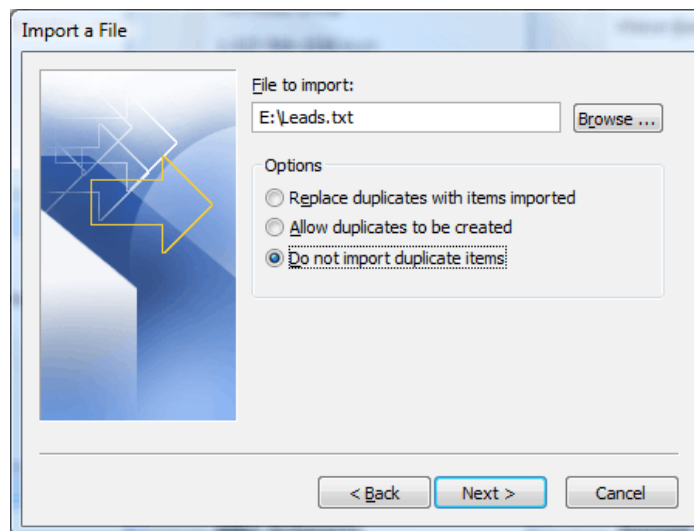 Import a File
File to import:
E:\Leads.txt
Browse ...
Options
Replace duplicates with items imported
Allow duplicates to be created
Do not import duplicate items
< Back
Next >
Cancel